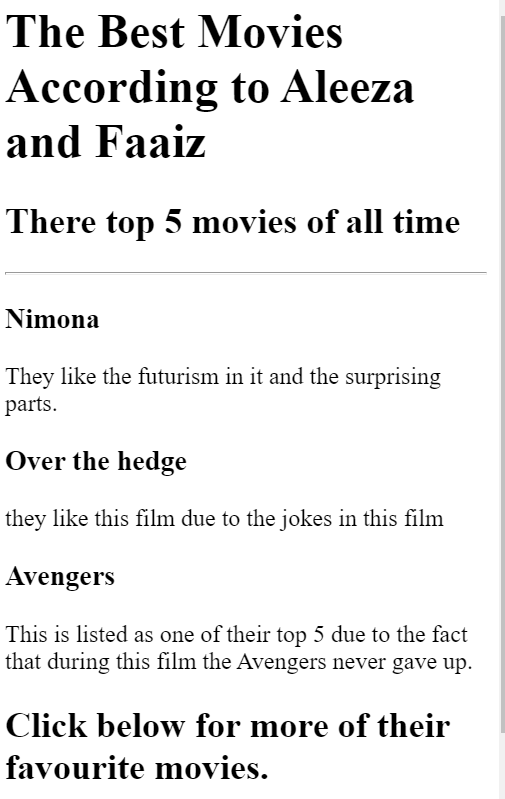 The Best Movies
According to Aleeza
and Faaiz
There top 5 movies of all time
Nimona
They like the futurism in it and the surprising
parts.
Over the hedge
they like this film due to the jokes in this film
Avengers
This is listed as one of their top 5 due to the fact
that during this film the Avengers never gave up.
Click below for more of their
favourite movies.